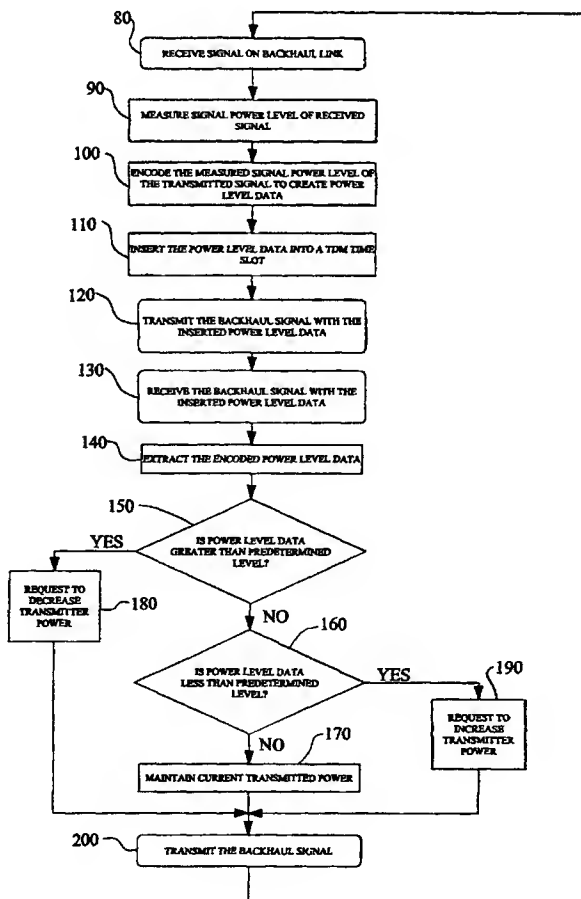 80
RECEIVE SIGNAL ON BACKHAUL LINK
90
MEASURE SIGNAL POWER LEVEL OF RECEIVED
SIGNAL
100
ENCODE THE MEASURED SIGNAL POWER LEVEL OF
THE TRANSMITTED SIGNAL TO CREATE POWER
LEVEL DATA
110
INSERT THE POWER LEVEL DATA INTO A TDM TIME
SLOT
120
TRANSMIT THE BACKHAUL SIGNAL WITH THE
INSERTED POWER LEVEL DATA
130
RECEIVE THE BACKHAUL SIGNAL WITH THE
INSERTED POWER LEVEL DATA
140
EXTRACT THE ENCODED POWER LEVEL DATA
150
IS POWER LEVEL DATA
GREATER THAN PREDETERMINED
LEVEL?
YES
REQUEST TO
DECREASE
TRANSMITTER
POWER
180
NO
160
IS POWER LEVEL DATA
LESS THAN PREDETERMINED
LEVEL?
YES
190
REQUEST TO
INCREASE
TRANSMITTER
POWER
NO
170
MAINTAIN CURRENT TRANSMITTED POWER
200
TRANSMIT THE BACKHAUL SIGNAL